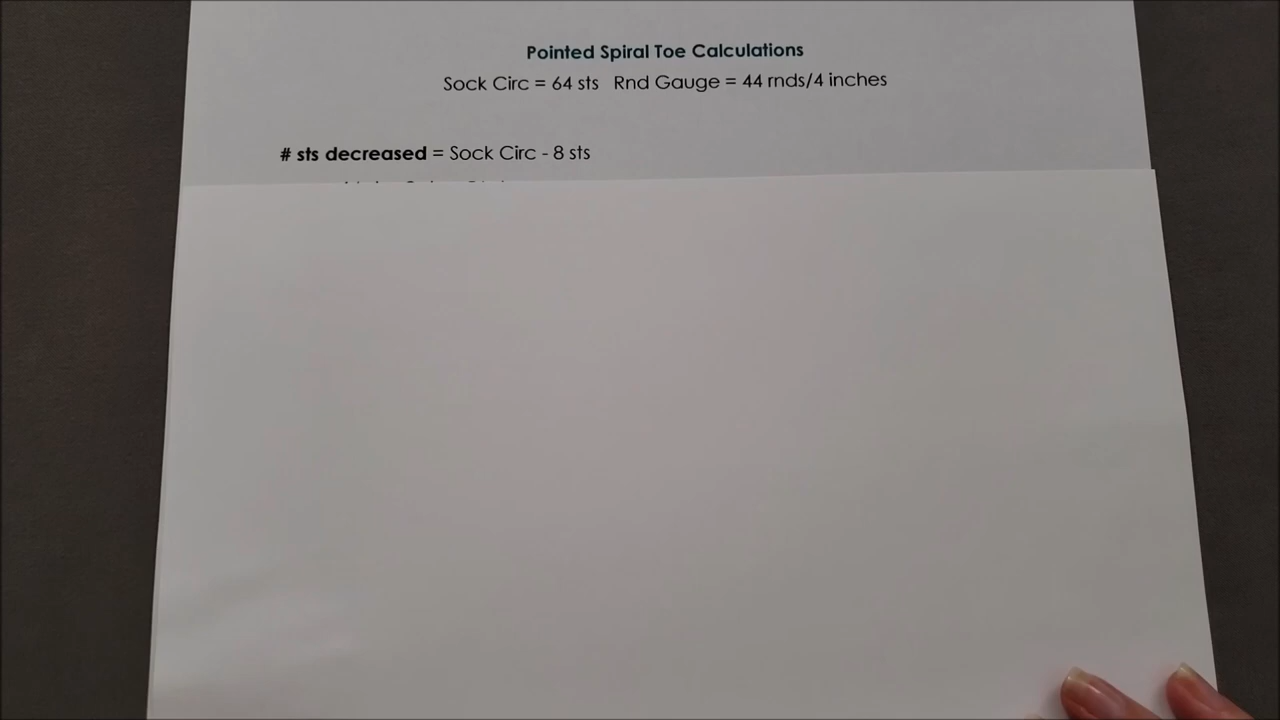 Pointed Spiral Toe Calculations
Sock Circ = 64 sts Rnd Gauge = 44 rnds/4 inches
# sts decreased = Sock Circ - 8 sts